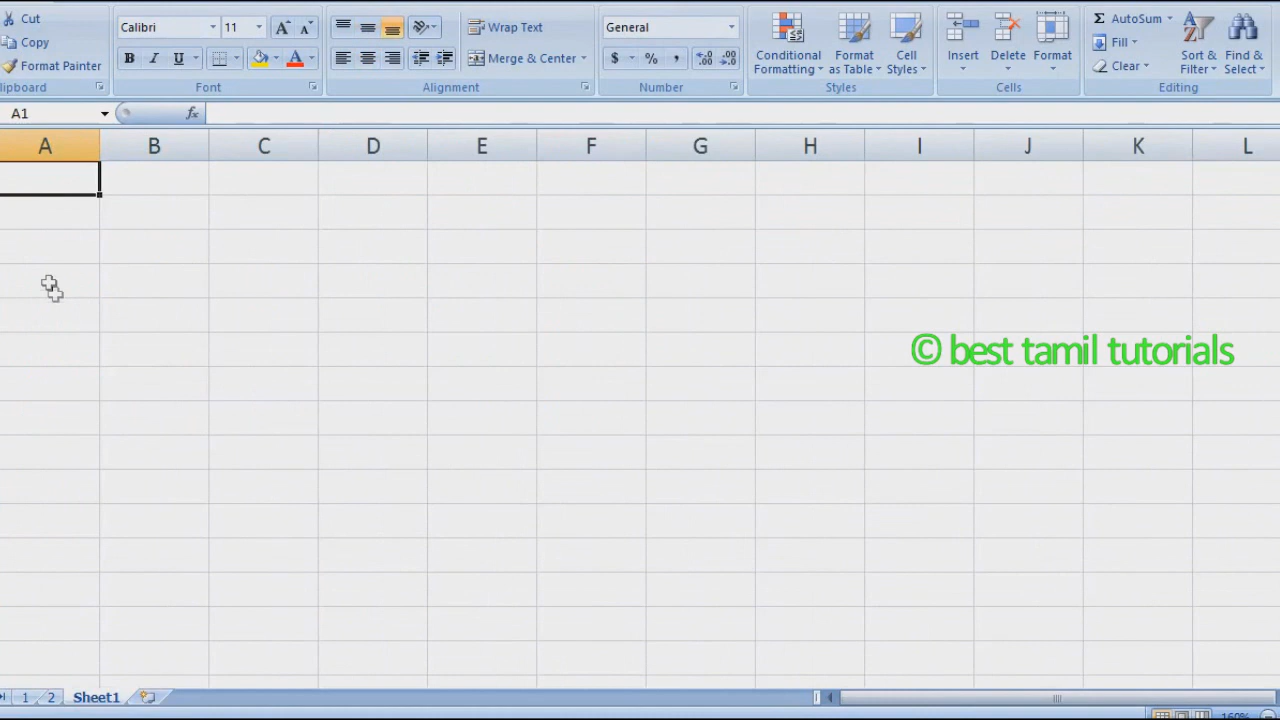 Cut
Calibri
11
Wrap Text
General
Copy
Format Painter
B I U
Merge & Center
$ % ,
Conditional Formatting
Format as Table
Cell Styles
Insert
Delete
Format
Σ AutoSum
Fill
Clear
Sort & Filter
Find & Select
lipboard
Font
Alignment
Number
Styles
Cells
Editing
A1
fx
A B C D E F G H I J K L
© best tamil tutorials
1 2 Sheet1
160%